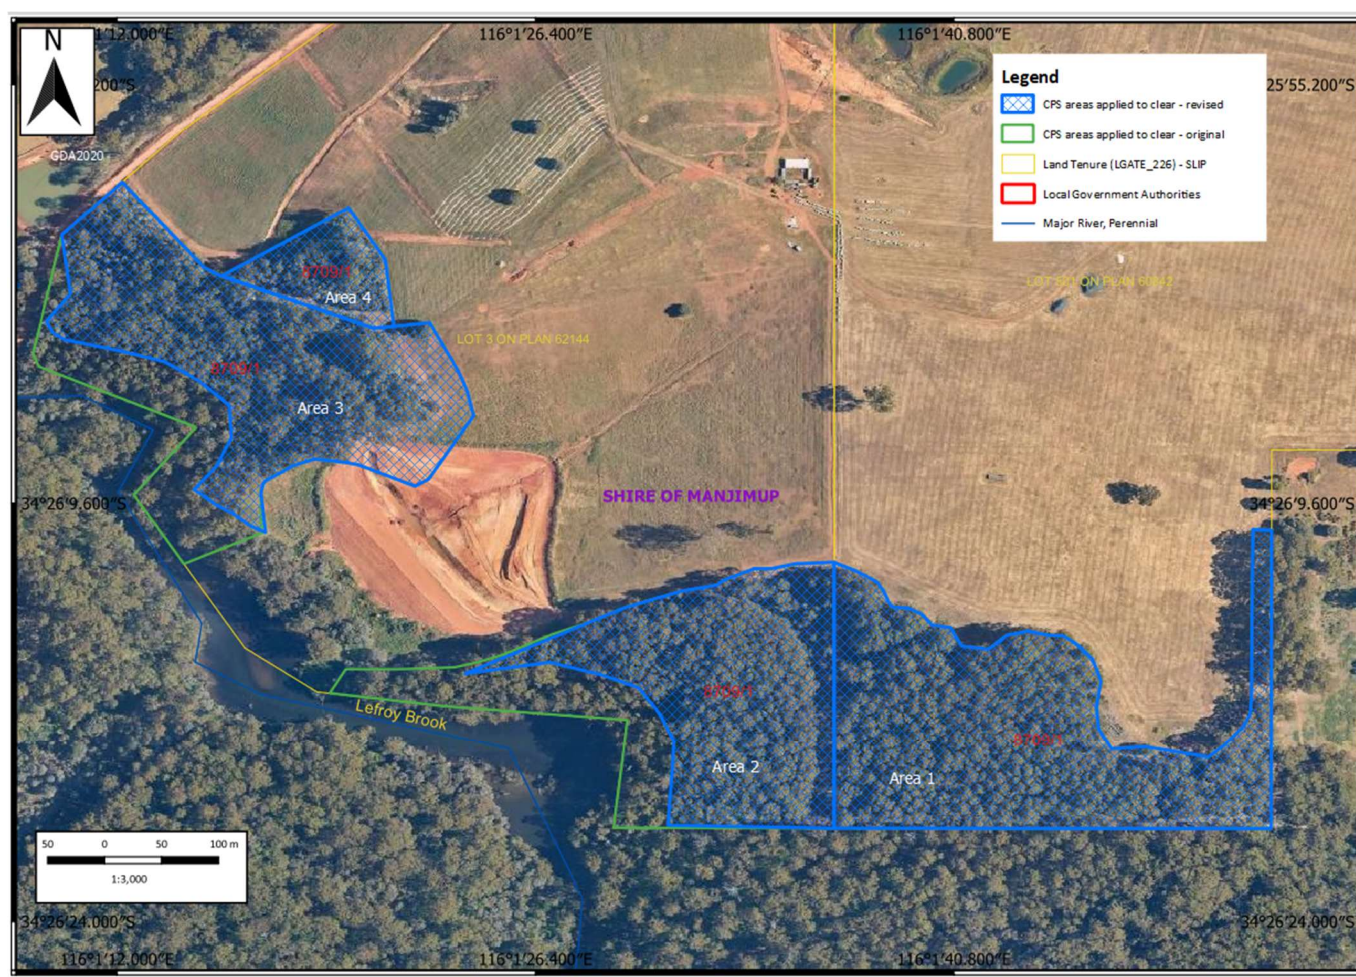 116°1'12.000"E
116°1'26.400"E
116°1'40.800"E
N
GDA2020
25'55.200"S
Legend
CPS areas applied to clear - revised
CPS areas applied to clear - original
Land Tenure (LGATE_226) - SLIP
Local Government Authorities
Major River, Perennial
8709/1
Area 4
LOT ON PLAN
LOT 3 ON PLAN 62144
8709/1
Area 3
34°26'9.600"S
SHIRE OF MANJIMUP
34°26'9.600"S
8709/1
Lefroy Brook
8709/1
Area 2
Area 1
50 0 50 100 m
1:3,000
34°26'24.000"S
34°26'24.000"S
116°1'12.000"E
116°1'26.400"E
116°1'40.800"E